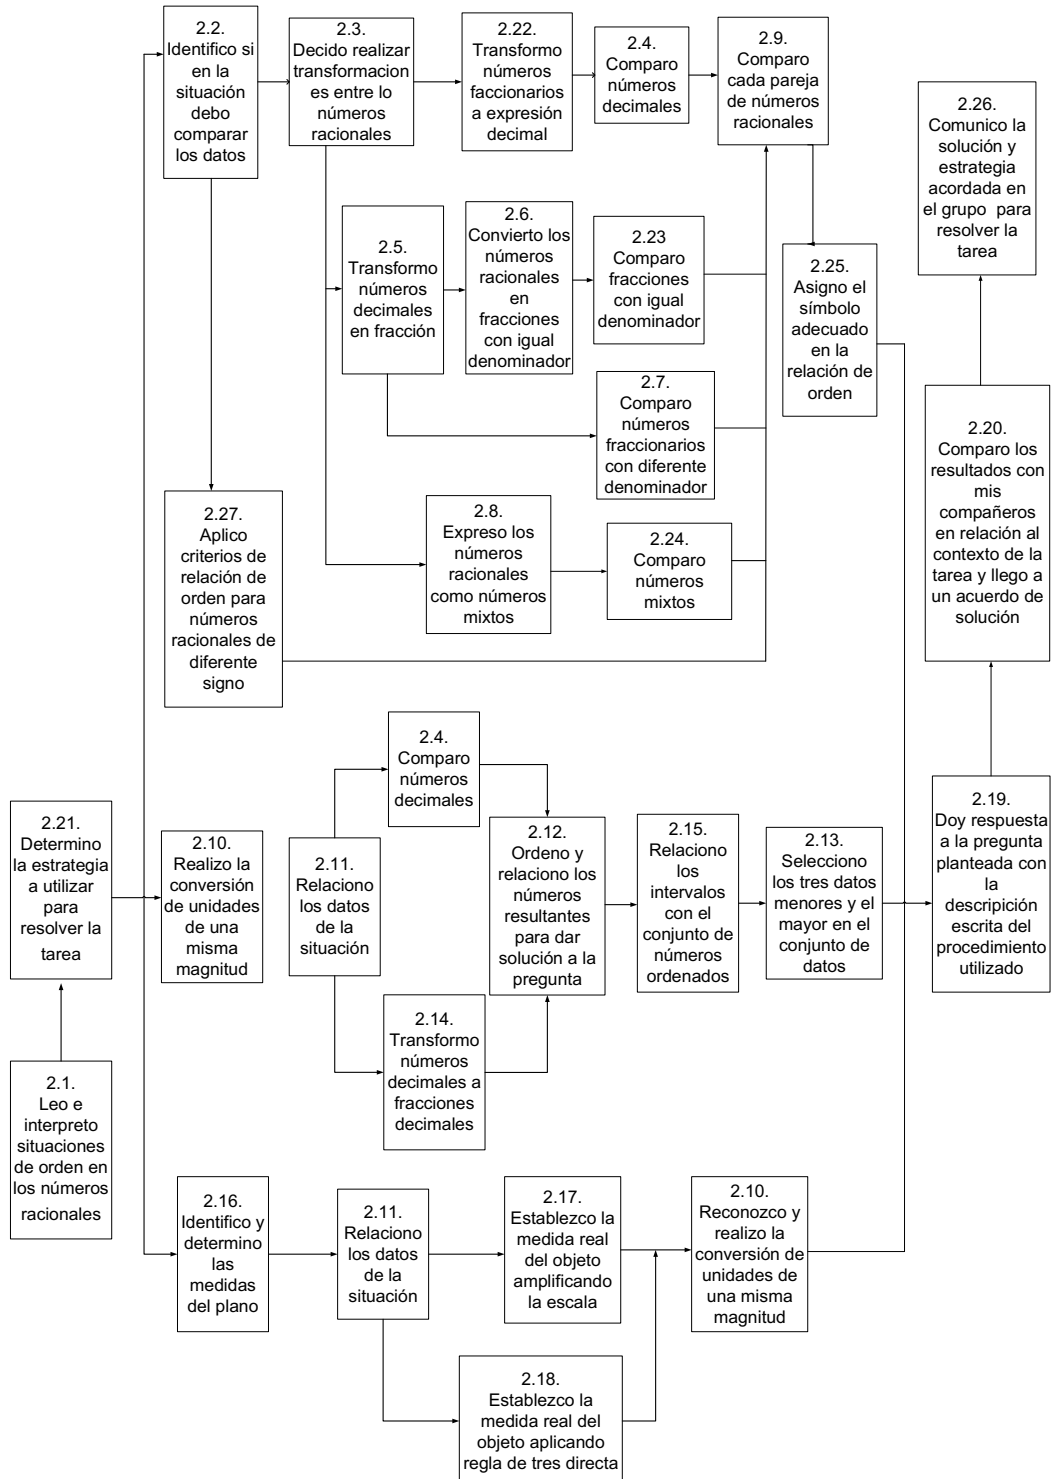 2.2.
Identifico si
en la
situación
debo
comparar
los datos
2.3.
Decido realizar
transformacion
es entre lo
números
racionales
2.22.
Transformo
números
faccionarios
a expresión
decimal
2.4.
Comparo
números
decimales
2.9.
Comparo
cada pareja
de números
racionales
2.26.
Comunico la
solución y
estrategia
acordada en
el grupo para
resolver la
tarea
2.5.
Transformo
números
decimales
en fracción
2.6.
Convierto los
números
racionales
en
fracciones
con igual
denominador
2.23
Comparo
fracciones
con igual
denominador
2.25.
Asigno el
símbolo
adecuado
en la
relación de
orden
2.7.
Comparo
números
fraccionarios
con diferente
denominador
2.20.
Comparo los
resultados con
mis
compañeros
en relación al
contexto de la
tarea y llego a
un acuerdo de
solución
2.27.
Aplico
criterios de
relación de
orden para
números
racionales de
diferente
signo
2.8.
Expreso los
números
racionales
como números
mixtos
2.24.
Comparo
números
mixtos
2.4.
Comparo
números
decimales
2.21.
Determino
la estrategia
a utilizar
para
resolver la
tarea
2.10.
Realizo la
conversión
de unidades
de una
misma
magnitud
2.11.
Relaciono
los datos
de la
situación
2.12.
Ordeno y
relaciono los
números
resultantes
para dar
solución a la
pregunta
2.15.
Relaciono
los
intervalos
con el
conjunto de
números
ordenados
2.13.
Selecciono
los tres datos
menores y el
mayor en el
conjunto de
datos
2.19.
Doy respuesta
a la pregunta
planteada con
la
descripición
escrita del
procedimiento
utilizado
2.14.
Transformo
números
decimales a
fracciones
decimales
2.1.
Leo e
interpreto
situaciones
de orden en
los números
racionales
2.16.
Identifico y
determino
las
medidas
del plano
2.11.
Relaciono
los datos
de la
situación
2.17.
Establezco la
medida real
del objeto
amplificando
la escala
2.10.
Reconozco y
realizo la
conversión de
unidades de
una misma
magnitud
2.18.
Establezco la
medida real del
objeto aplicando
regla de tres directa